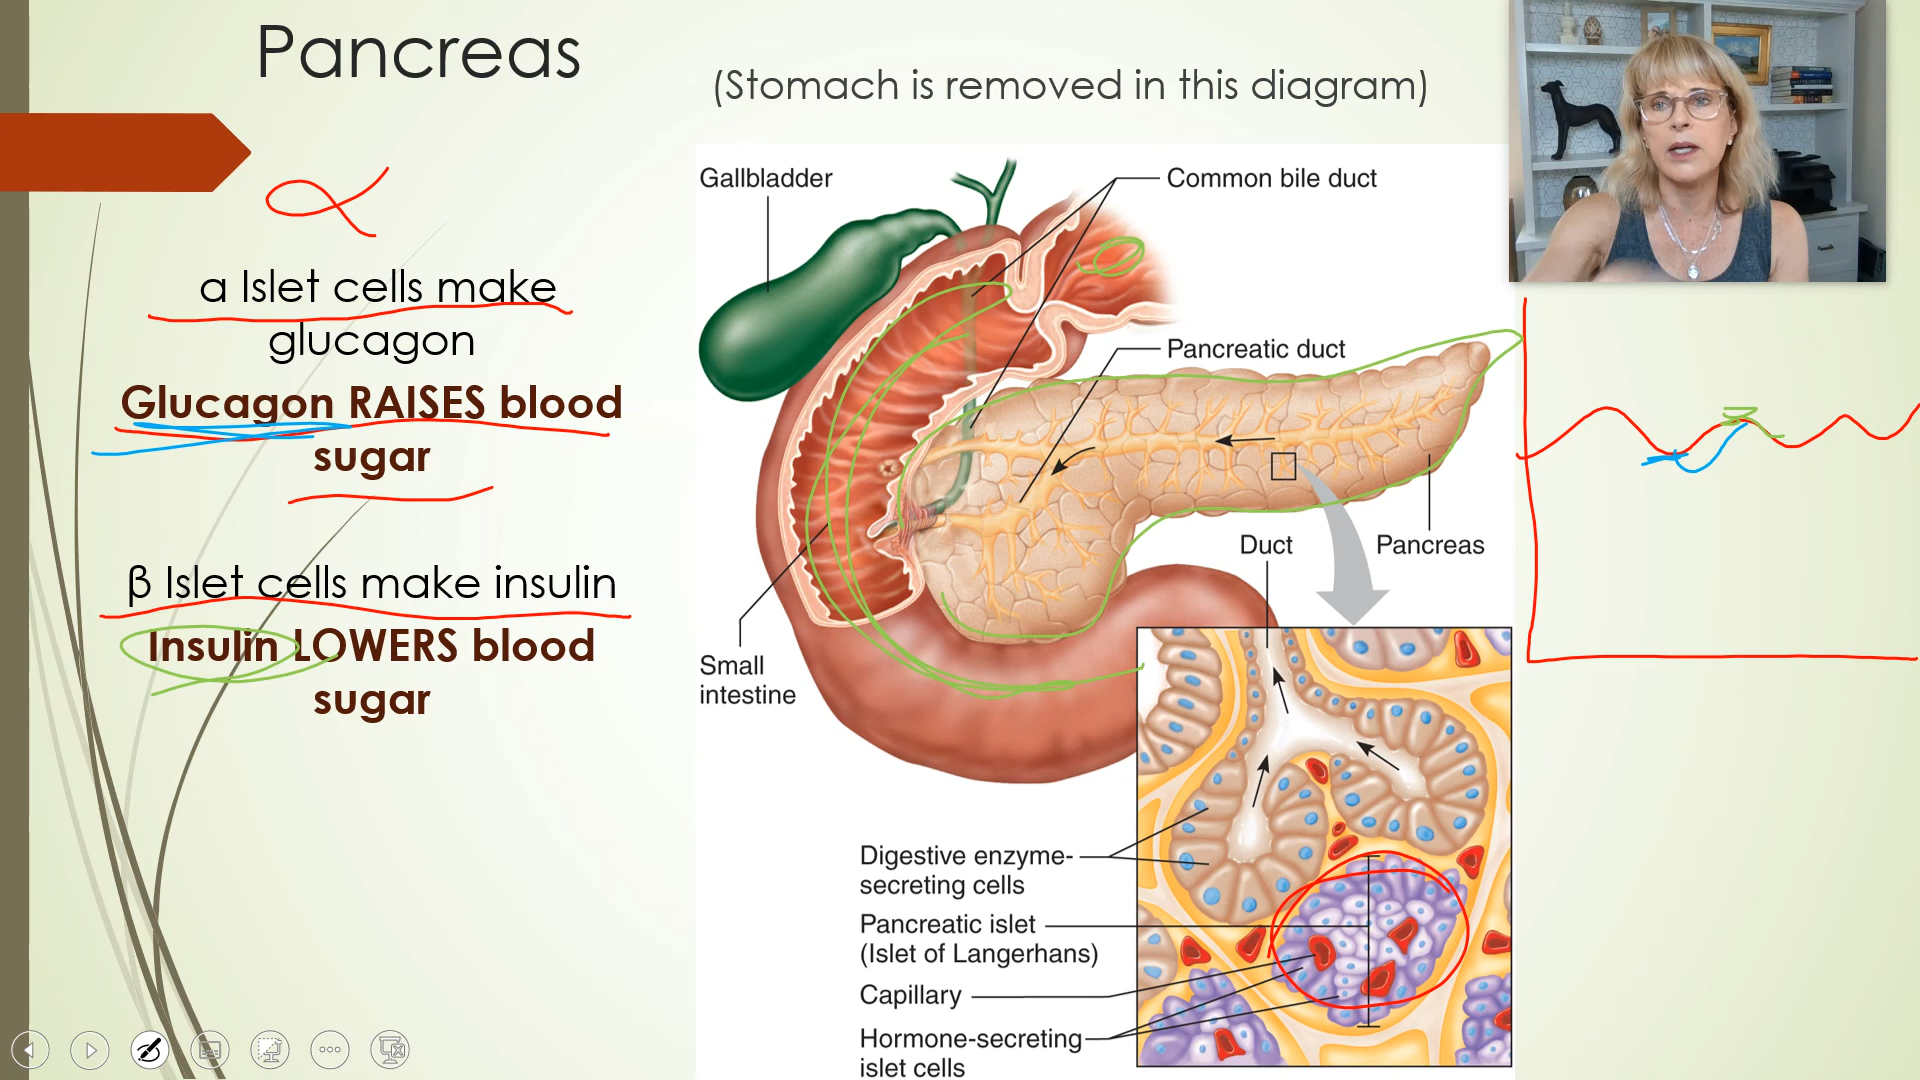 Pancreas
(Stomach is removed in this diagram)
α
α Islet cells make
glucagon
Glucagon RAISES blood
sugar
β Islet cells make insulin
Insulin LOWERS blood
sugar
Gallbladder
Common bile duct
Pancreatic duct
Duct
Pancreas
Small
intestine
Digestive enzyme-
secreting cells
Pancreatic islet
(Islet of Langerhans)
Capillary
Hormone-secreting
islet cells